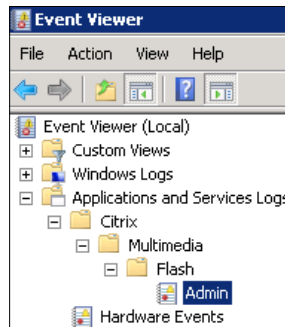 Event Viewer
File Action View Help
Event Viewer (Local)
Custom Views
Windows Logs
Applications and Services Logs
Citrix
Multimedia
Flash
Admin
Hardware Events